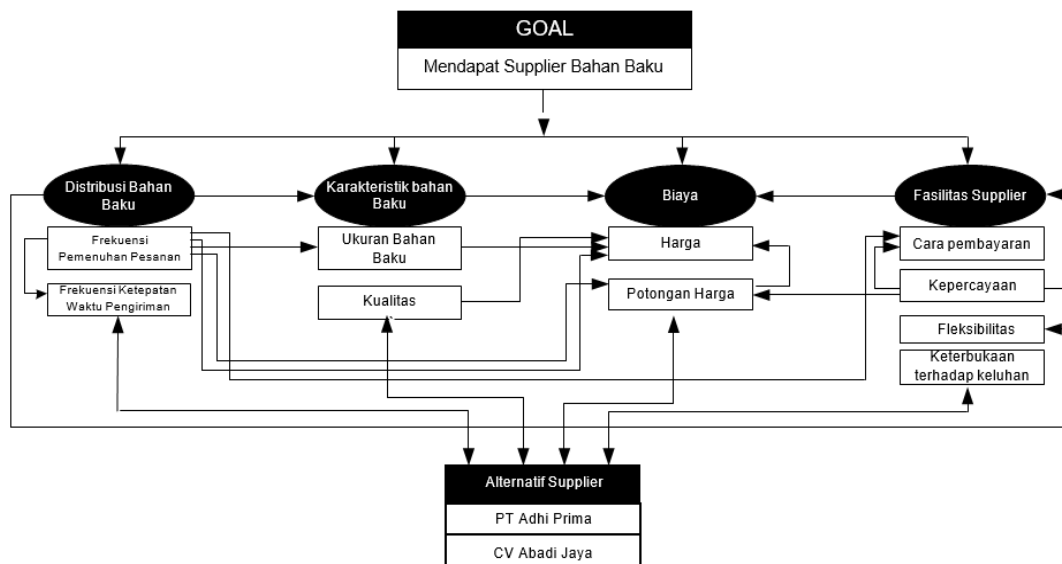 GOAL
Mendapat Supplier Bahan Baku
Distribusi Bahan
Baku
Karakteristik bahan
Baku
Biaya
Fasilitas Supplier
Frekuensi
Pemenuhan Pesanan
Ukuran Bahan
Baku
Harga
Cara pembayaran
Frekuensi Ketepatan
Waktu Pengiriman
Kualitas
Potongan Harga
Kepercayaan
Fleksibilitas
Keterbukaan
terhadap keluhan
Alternatif Supplier
PT Adhi Prima
CV Abadi Jaya